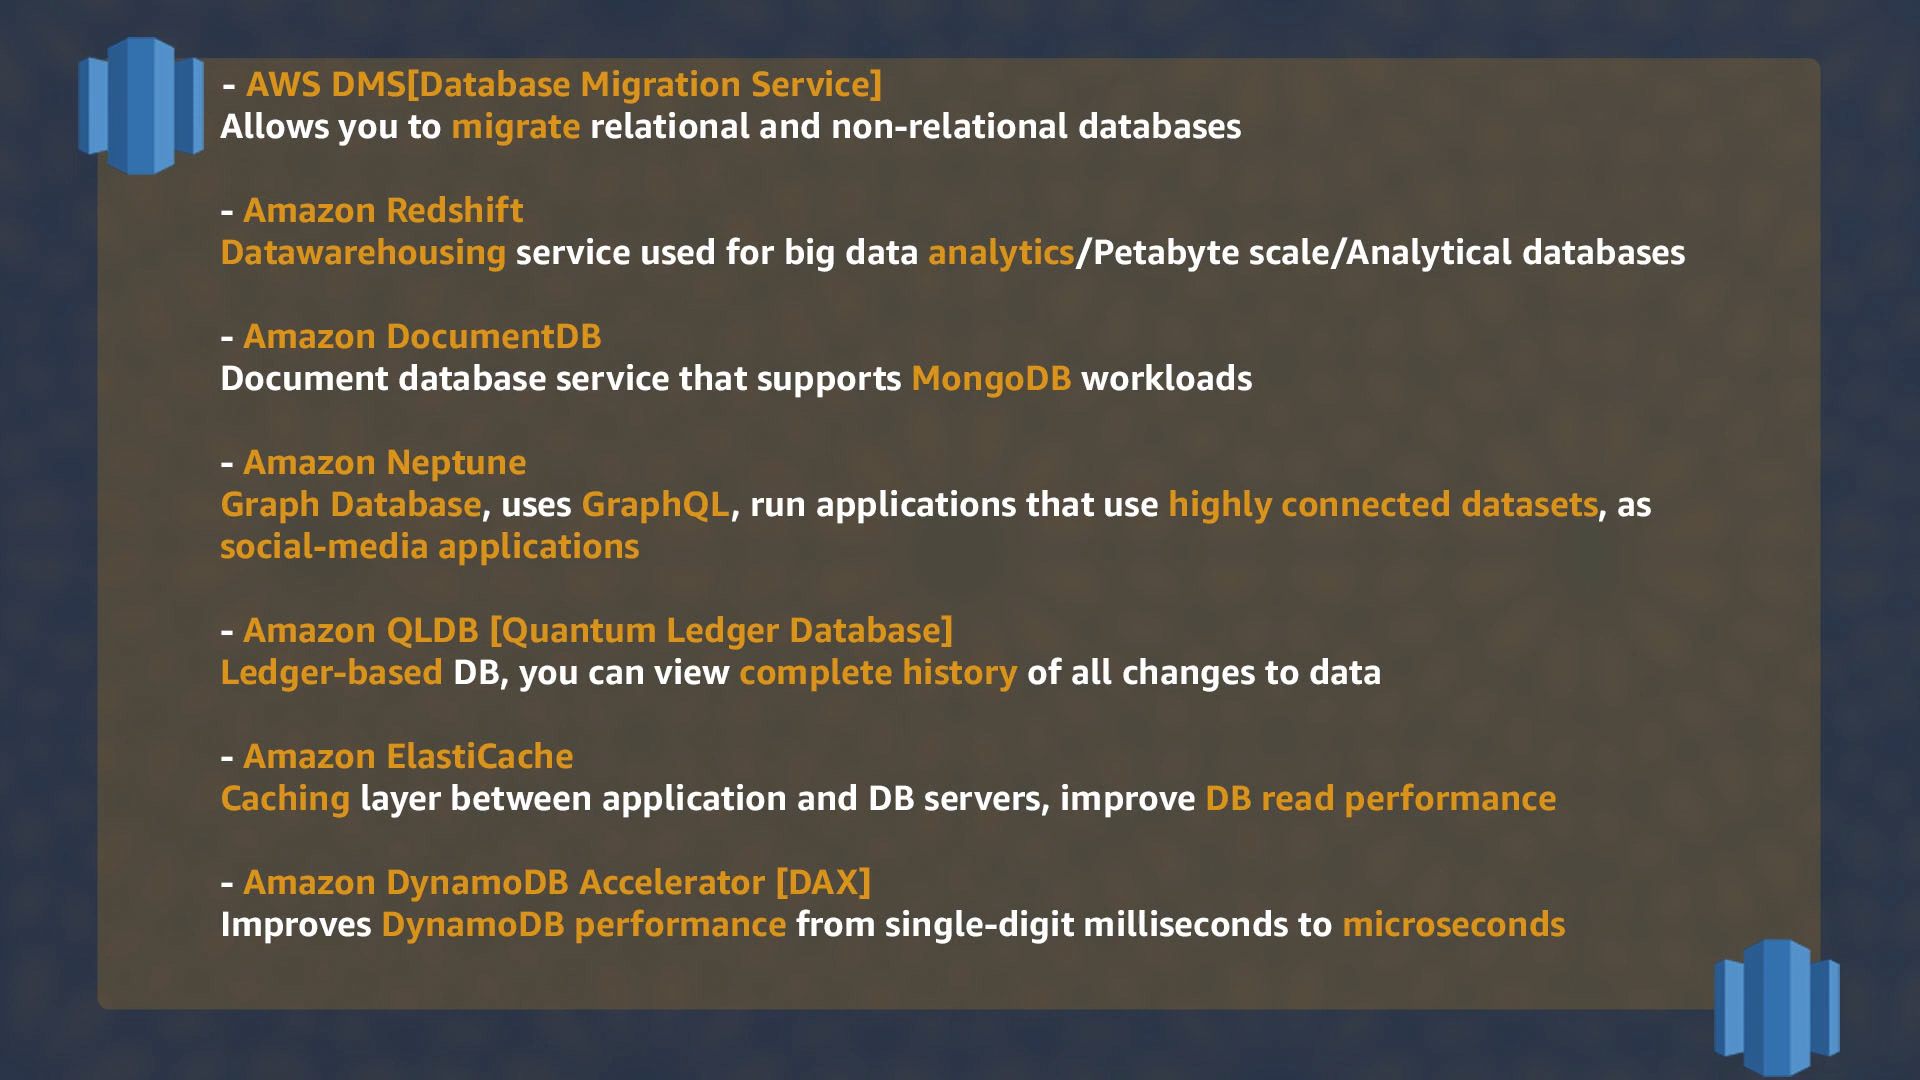 - AWS DMS[Database Migration Service]
Allows you to migrate relational and non-relational databases
- Amazon Redshift
Datawarehousing service used for big data analytics/Petabyte scale/Analytical databases
- Amazon DocumentDB
Document database service that supports MongoDB workloads
- Amazon Neptune
Graph Database, uses GraphQL, run applications that use highly connected datasets, as
social-media applications
- Amazon QLDB [Quantum Ledger Database]
Ledger-based DB, you can view complete history of all changes to data
- Amazon ElastiCache
Caching layer between application and DB servers, improve DB read performance
- Amazon DynamoDB Accelerator [DAX]
Improves DynamoDB performance from single-digit milliseconds to microseconds